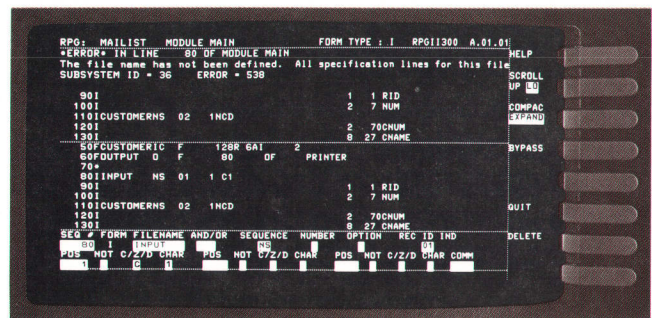 RPG: MAILIST MODULE MAIN FORM TYPE : I RPGII300 A.01.01
*ERROR* IN LINE 80 OF MODULE MAIN HELP
The file name has not been defined. All specification lines for this file
SUBSYSTEM ID = 36 ERROR = 538 SCROLL
UP LO
90I 1 1 RID
100I 2 7 NUM COMPAC
110ICUSTOMERNS 02 1NCD EXPAND
120I 2 70CNUM
130I 8 27 CNAME
50FCUSTOMERIC F 128R 6AI 2 BYPASS
60FOUTPUT O F 80 OF PRINTER
70*
80IINPUT NS 01 1 C1
90I 1 1 RID
100I 2 7 NUM
110ICUSTOMERNS 02 1NCD QUIT
120I 2 70CNUM
130I 8 27 CNAME
SEQ # FORM FILENAME AND/OR SEQUENCE NUMBER OPTION REC ID IND DELETE
80 I INPUT NS 01
POS NOT C/Z/D CHAR POS NOT C/Z/D CHAR POS NOT C/Z/D CHAR COMM
1 C 1